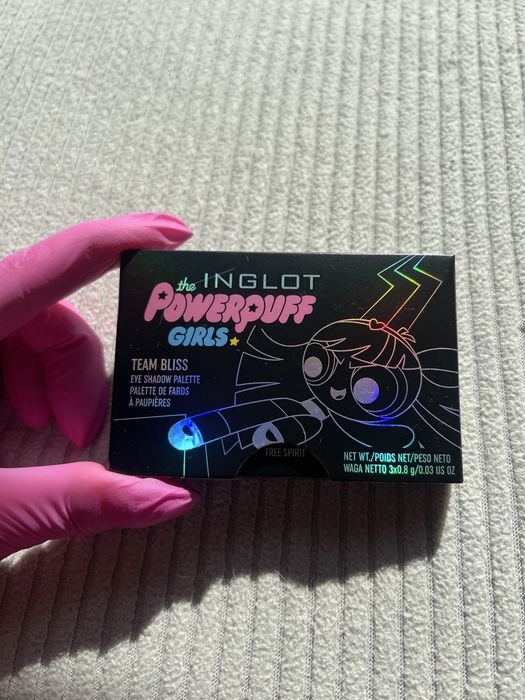 INGLOT
the
POWERPUFF
GIRLS
TEAM BLISS
EYE SHADOW PALETTE
PALETTE DE FARDS
À PAUPIÈRES
FREE SPIRIT
NET WT./POIDS NET/PESO NETO
WAGA NETTO 3x0.8 g/0.03 US OZ